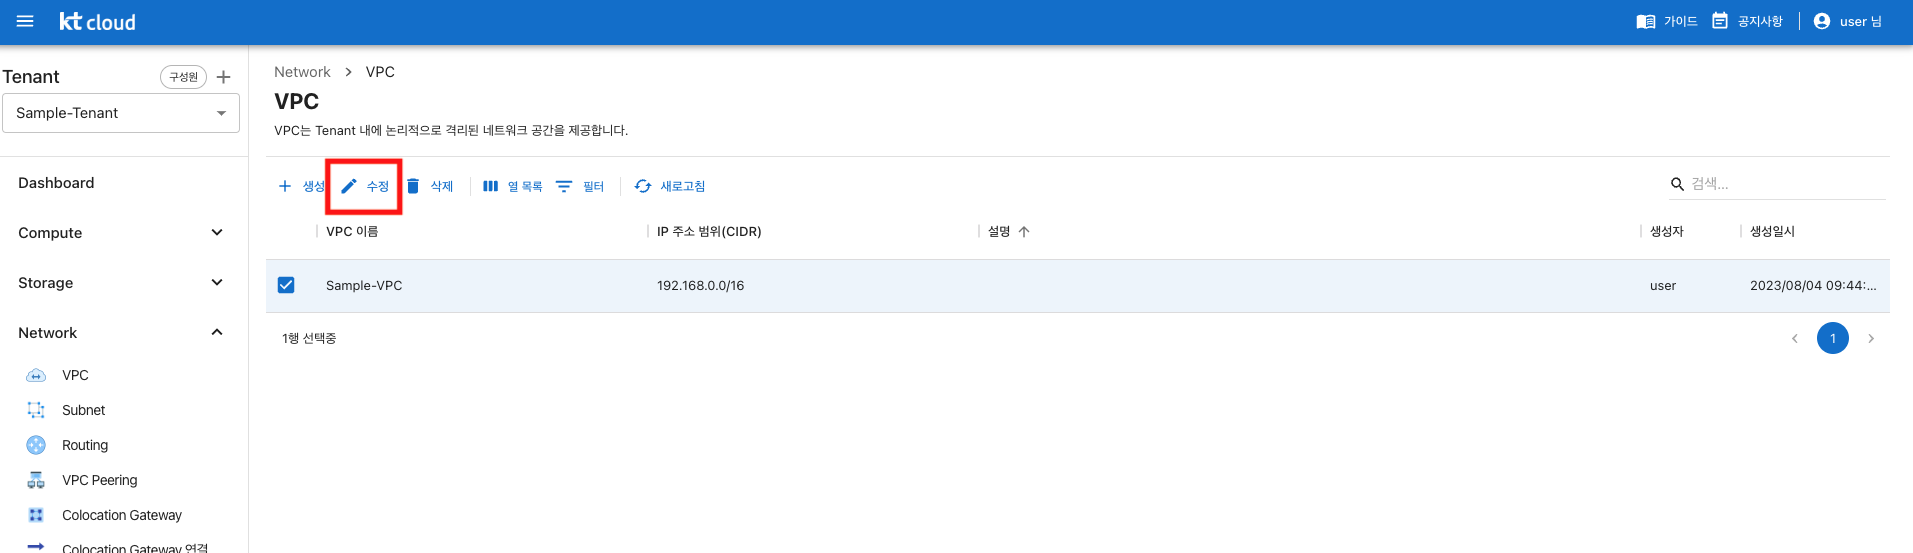 kt cloud
가이드
공지사항
user 님
Tenant
구성원
Sample-Tenant
Dashboard
Compute
Storage
Network
VPC
Subnet
Routing
VPC Peering
Colocation Gateway
Colocation Gateway 연결
Network > VPC
VPC
VPC는 Tenant 내에 논리적으로 격리된 네트워크 공간을 제공합니다.
생성 수정 삭제 열 목록 필터 새로고침
검색...
VPC 이름 IP 주소 범위(CIDR) 설명 생성자 생성일시
Sample-VPC 192.168.0.0/16 user 2023/08/04 09:44:...
1행 선택중
1